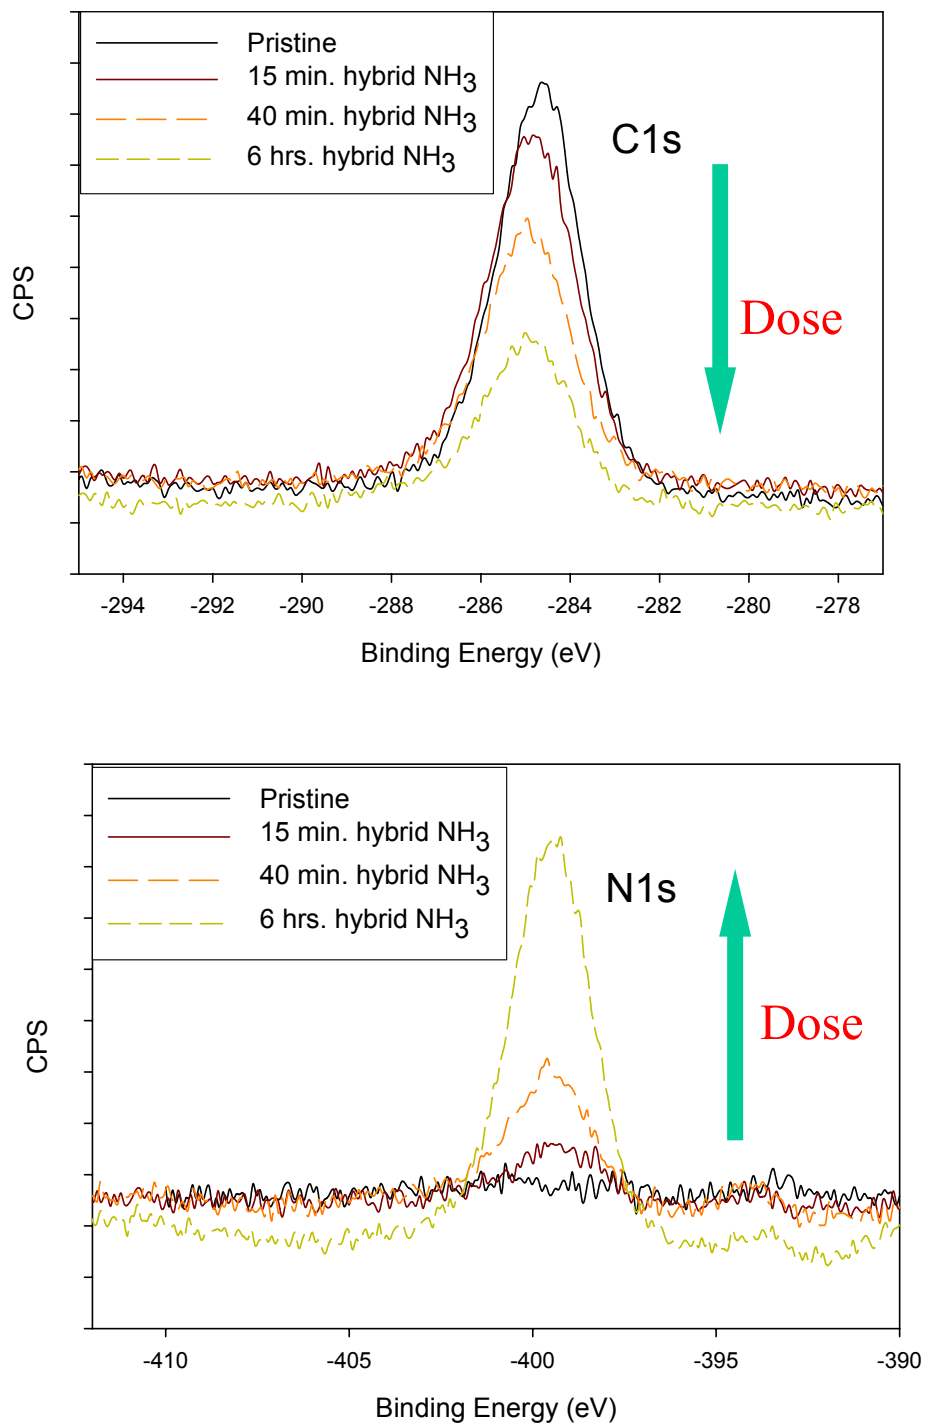 Pristine
15 min. hybrid NH3
40 min. hybrid NH3
6 hrs. hybrid NH3
C1s
Dose
CPS
-294 -292 -290 -288 -286 -284 -282 -280 -278
Binding Energy (eV)
Pristine
15 min. hybrid NH3
40 min. hybrid NH3
6 hrs. hybrid NH3
N1s
Dose
CPS
-410 -405 -400 -395 -390
Binding Energy (eV)